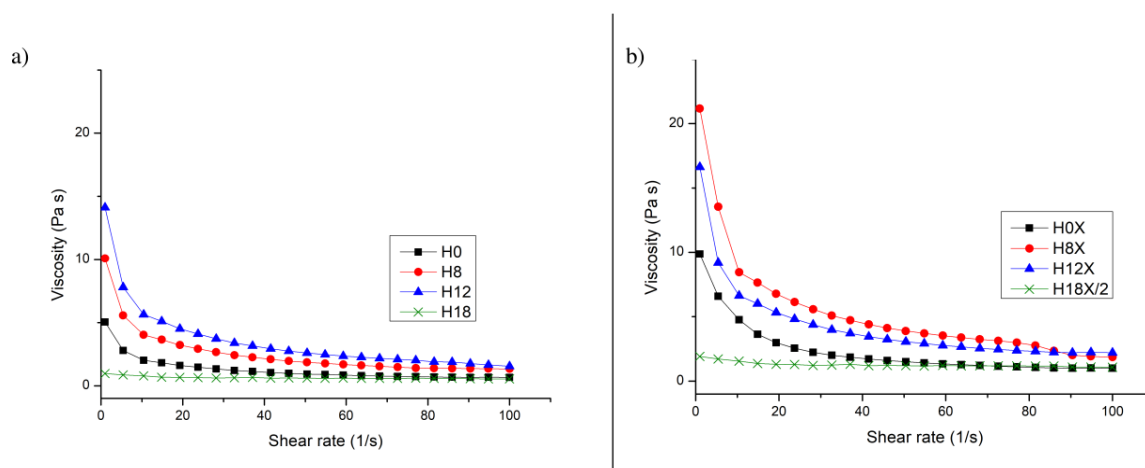 a)
Viscosity (Pa s)
20
10
0
0
20
40
60
80
100
Shear rate (1/s)
H0
H8
H12
H18
b)
Viscosity (Pa s)
20
10
0
0
20
40
60
80
100
Shear rate (1/s)
H0X
H8X
H12X
H18X/2